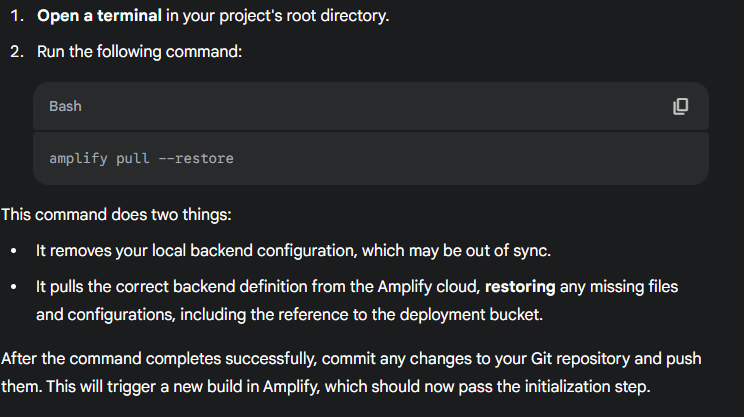 1. Open a terminal in your project's root directory.
2. Run the following command:
Bash
amplify pull --restore
This command does two things:
• It removes your local backend configuration, which may be out of sync.
• It pulls the correct backend definition from the Amplify cloud, restoring any missing files
and configurations, including the reference to the deployment bucket.
After the command completes successfully, commit any changes to your Git repository and push
them. This will trigger a new build in Amplify, which should now pass the initialization step.